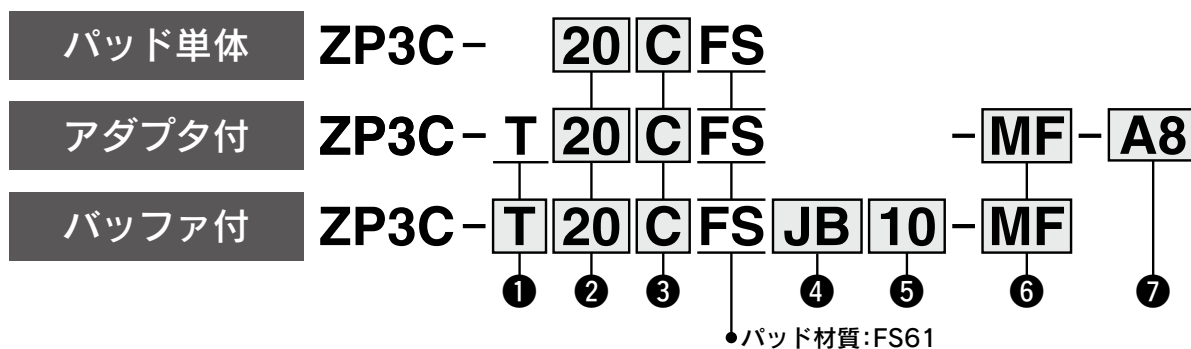 パッド単体 ZP3C- 20 C FS
アダプタ付 ZP3C-T 20 C FS -MF-A8
バッファ付 ZP3C-T 20 C FS JB 10-MF
❶ ❷ ❸ ❹ ❺ ❻ ❼
●パッド材質:FS61